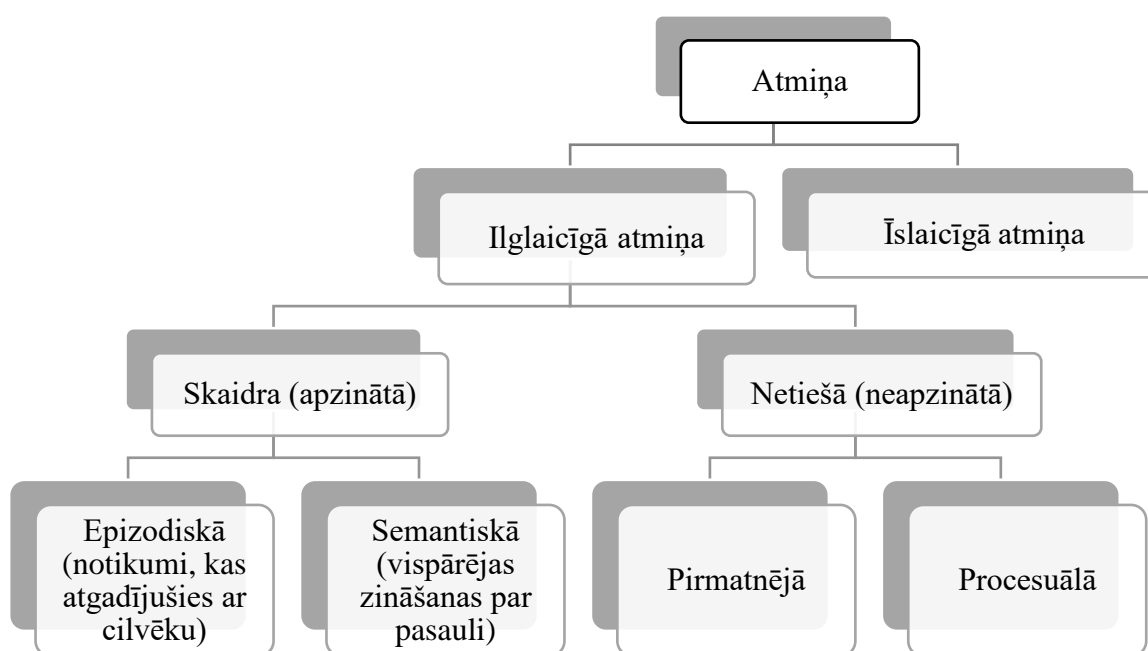 Atmiņa
Ilglaicīgā atmiņa
Īslaicīgā atmiņa
Skaidra (apzinātā)
Netiešā (neapzinātā)
Epizodiskā
(notikumi, kas
atgadījušies ar
cilvēku)
Semantiskā
(vispārējas
zināšanas par
pasauli)
Pirmatnējā
Procesuālā